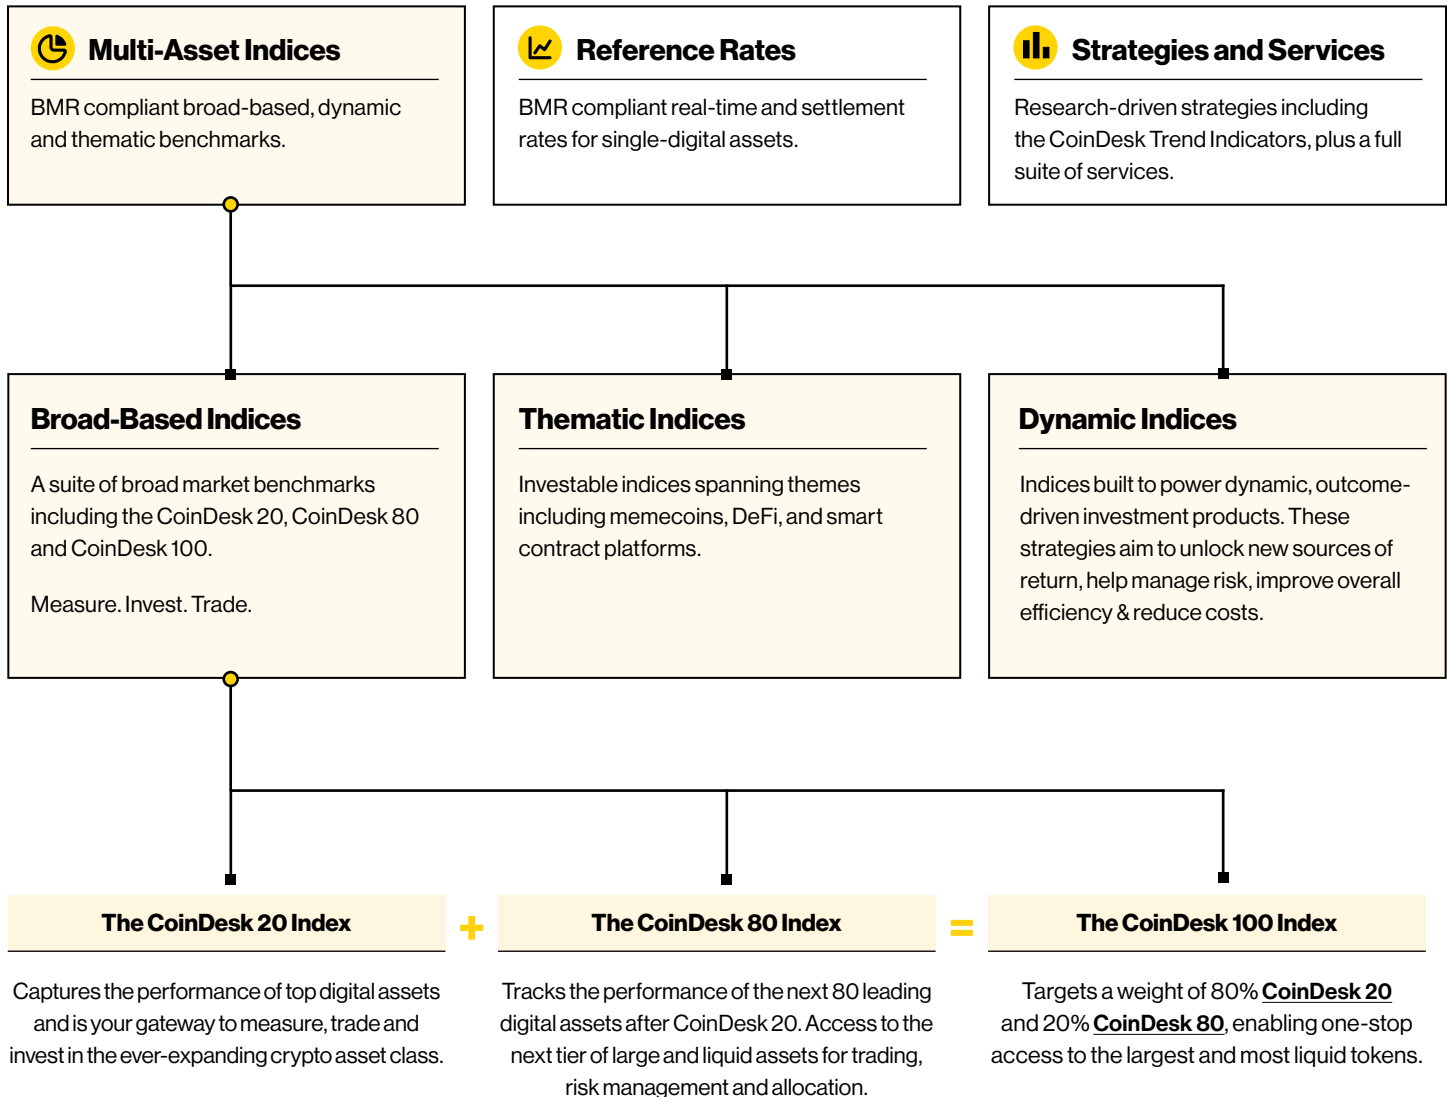 Multi-Asset Indices
BMR compliant broad-based, dynamic
and thematic benchmarks.
Reference Rates
BMR compliant real-time and settlement
rates for single-digital assets.
Strategies and Services
Research-driven strategies including
the CoinDesk Trend Indicators, plus a full
suite of services.
Broad-Based Indices
A suite of broad market benchmarks
including the CoinDesk 20, CoinDesk 80
and CoinDesk 100.
Measure. Invest. Trade.
Thematic Indices
Investable indices spanning themes
including memecoins, DeFi, and smart
contract platforms.
Dynamic Indices
Indices built to power dynamic, outcome-
driven investment products. These
strategies aim to unlock new sources of
return, help manage risk, improve overall
efficiency & reduce costs.
The CoinDesk 20 Index
Captures the performance of top digital assets
and is your gateway to measure, trade and
invest in the ever-expanding crypto asset class.
+
The CoinDesk 80 Index
Tracks the performance of the next 80 leading
digital assets after CoinDesk 20. Access to the
next tier of large and liquid assets for trading,
risk management and allocation.
=
The CoinDesk 100 Index
Targets a weight of 80% CoinDesk 20
and 20% CoinDesk 80, enabling one-stop
access to the largest and most liquid tokens.